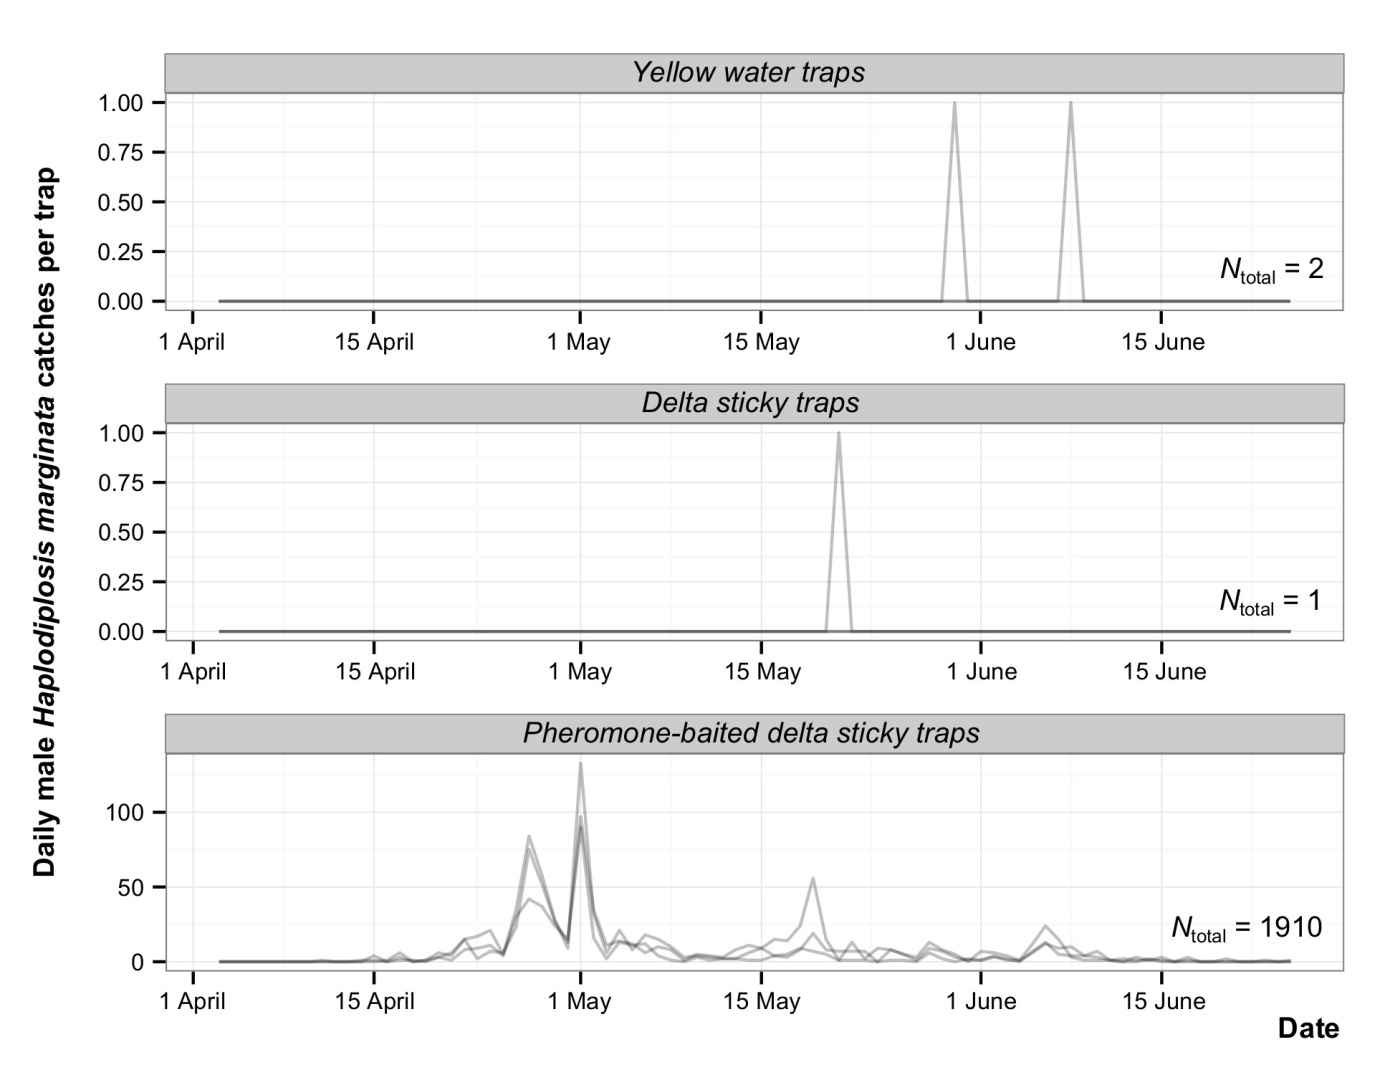 Daily male Haplodiplosis marginata catches per trap
Yellow water traps
1.00
0.75
0.50
0.25
0.00
Ntotal = 2
1 April 15 April 1 May 15 May 1 June 15 June
Delta sticky traps
1.00
0.75
0.50
0.25
0.00
Ntotal = 1
1 April 15 April 1 May 15 May 1 June 15 June
Pheromone-baited delta sticky traps
100
50
0
Ntotal = 1910
1 April 15 April 1 May 15 May 1 June 15 June
Date